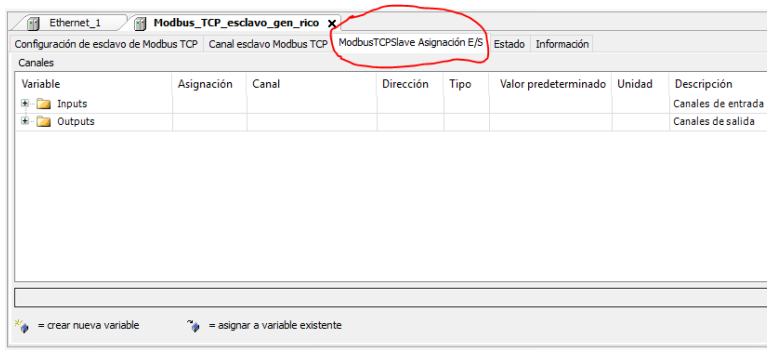 Ethernet_1 Modbus_TCP_esclavo_gen_rico x
Configuración de esclavo de Modbus TCP Canal esclavo Modbus TCP ModbusTCPSlave Asignación E/S Estado Información
Canales
Variable Asignación Canal Dirección Tipo Valor predeterminado Unidad Descripción
Inputs Canales de entrada
Outputs Canales de salida
= crear nueva variable = asignar a variable existente